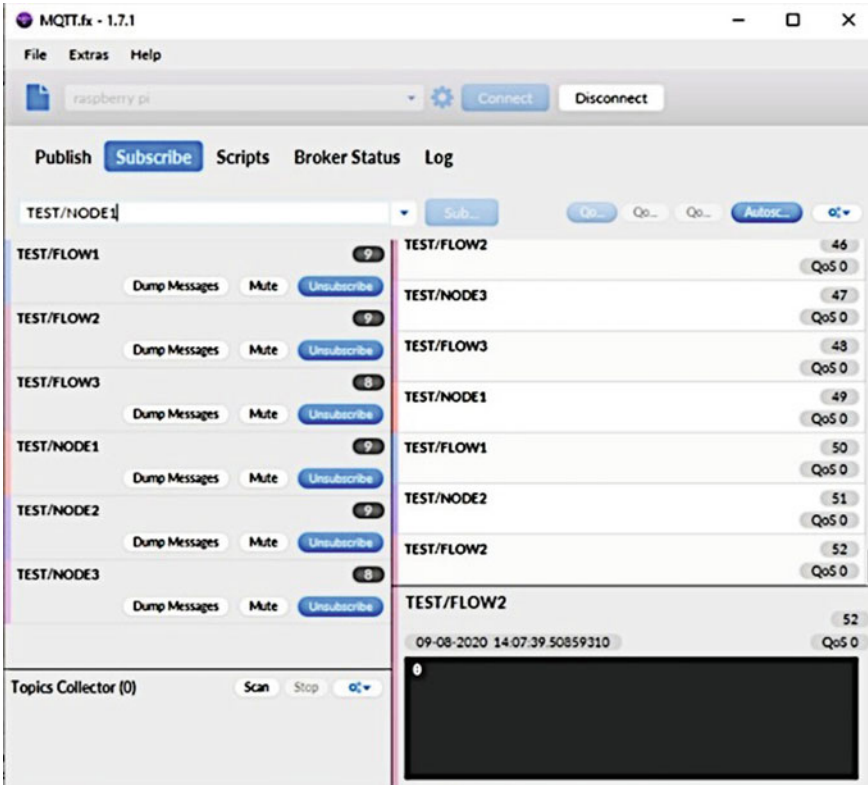 MQTT.fx - 1.7.1
File Extras Help
raspberry pi Connect Disconnect
Publish Subscribe Scripts Broker Status Log
TEST/NODE1 Sub... Qo... Qo... Qo... Autosc...
TEST/FLOW1 9
Dump Messages Mute Unsubscribe
TEST/FLOW2 9
Dump Messages Mute Unsubscribe
TEST/FLOW3 8
Dump Messages Mute Unsubscribe
TEST/NODE1 9
Dump Messages Mute Unsubscribe
TEST/NODE2 9
Dump Messages Mute Unsubscribe
TEST/NODE3 8
Dump Messages Mute Unsubscribe
Topics Collector (0) Scan Stop
TEST/FLOW2 46
QoS 0
TEST/NODE3 47
QoS 0
TEST/FLOW3 48
QoS 0
TEST/NODE1 49
QoS 0
TEST/FLOW1 50
QoS 0
TEST/NODE2 51
QoS 0
TEST/FLOW2 52
QoS 0
TEST/FLOW2
52
09-08-2020 14:07:39.50859310 QoS 0
0